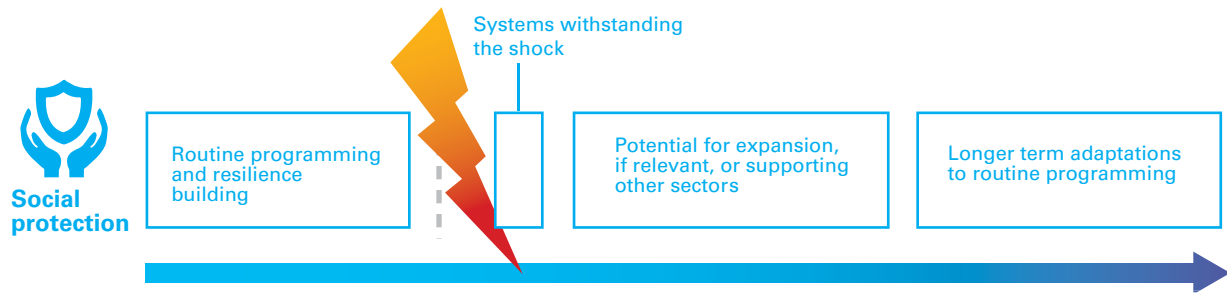 Systems withstanding
the shock
Social
protection
Routine programming
and resilience
building
Potential for expansion,
if relevant, or supporting
other sectors
Longer term adaptations
to routine programming